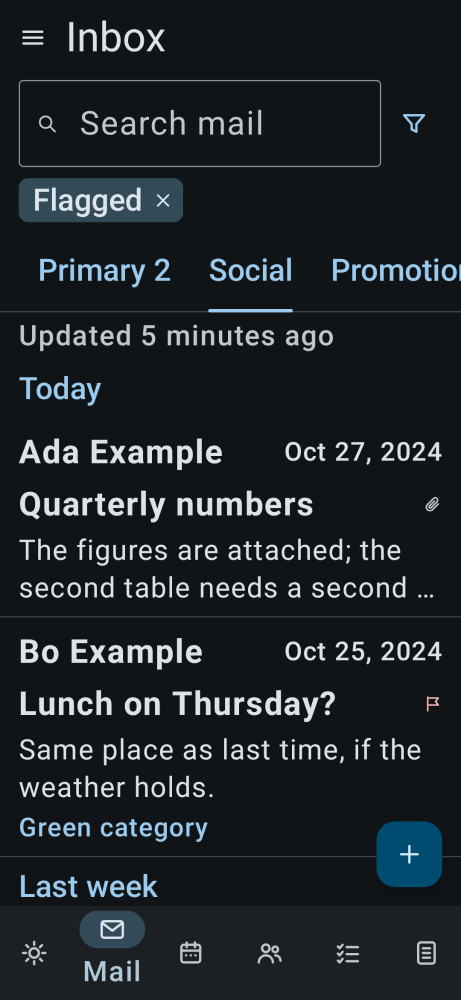 Inbox
Search mail
Flagged
Primary 2 Social Promotion
Updated 5 minutes ago
Today
Ada Example Oct 27, 2024
Quarterly numbers
The figures are attached; the
second table needs a second …
Bo Example Oct 25, 2024
Lunch on Thursday?
Same place as last time, if the
weather holds.
Green category
Last week
Mail